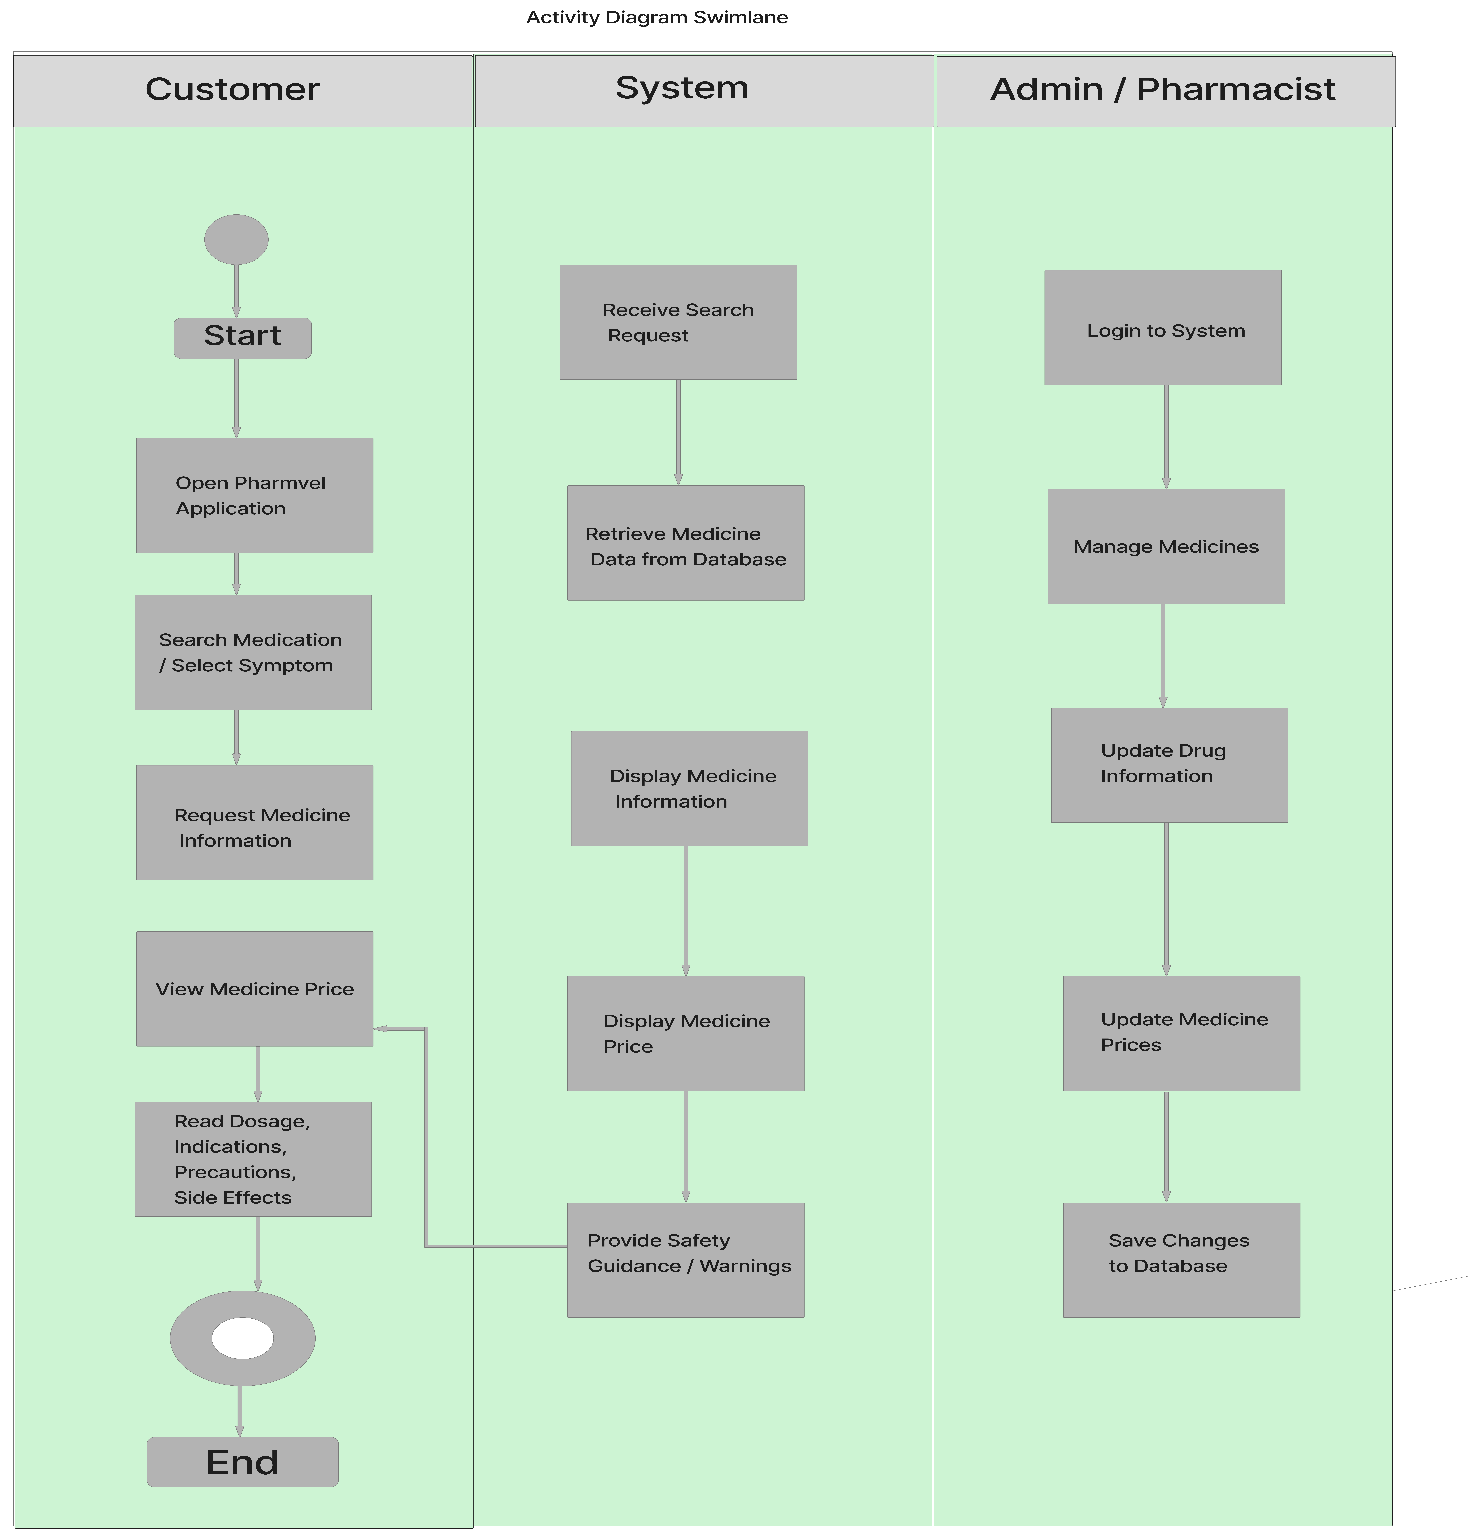 Activity Diagram Swimlane
Customer
System
Admin / Pharmacist
Start
Open Pharmvel
Application
Search Medication
/ Select Symptom
Request Medicine
Information
View Medicine Price
Read Dosage,
Indications,
Precautions,
Side Effects
End
Receive Search
Request
Retrieve Medicine
Data from Database
Display Medicine
Information
Display Medicine
Price
Provide Safety
Guidance / Warnings
Login to System
Manage Medicines
Update Drug
Information
Update Medicine
Prices
Save Changes
to Database